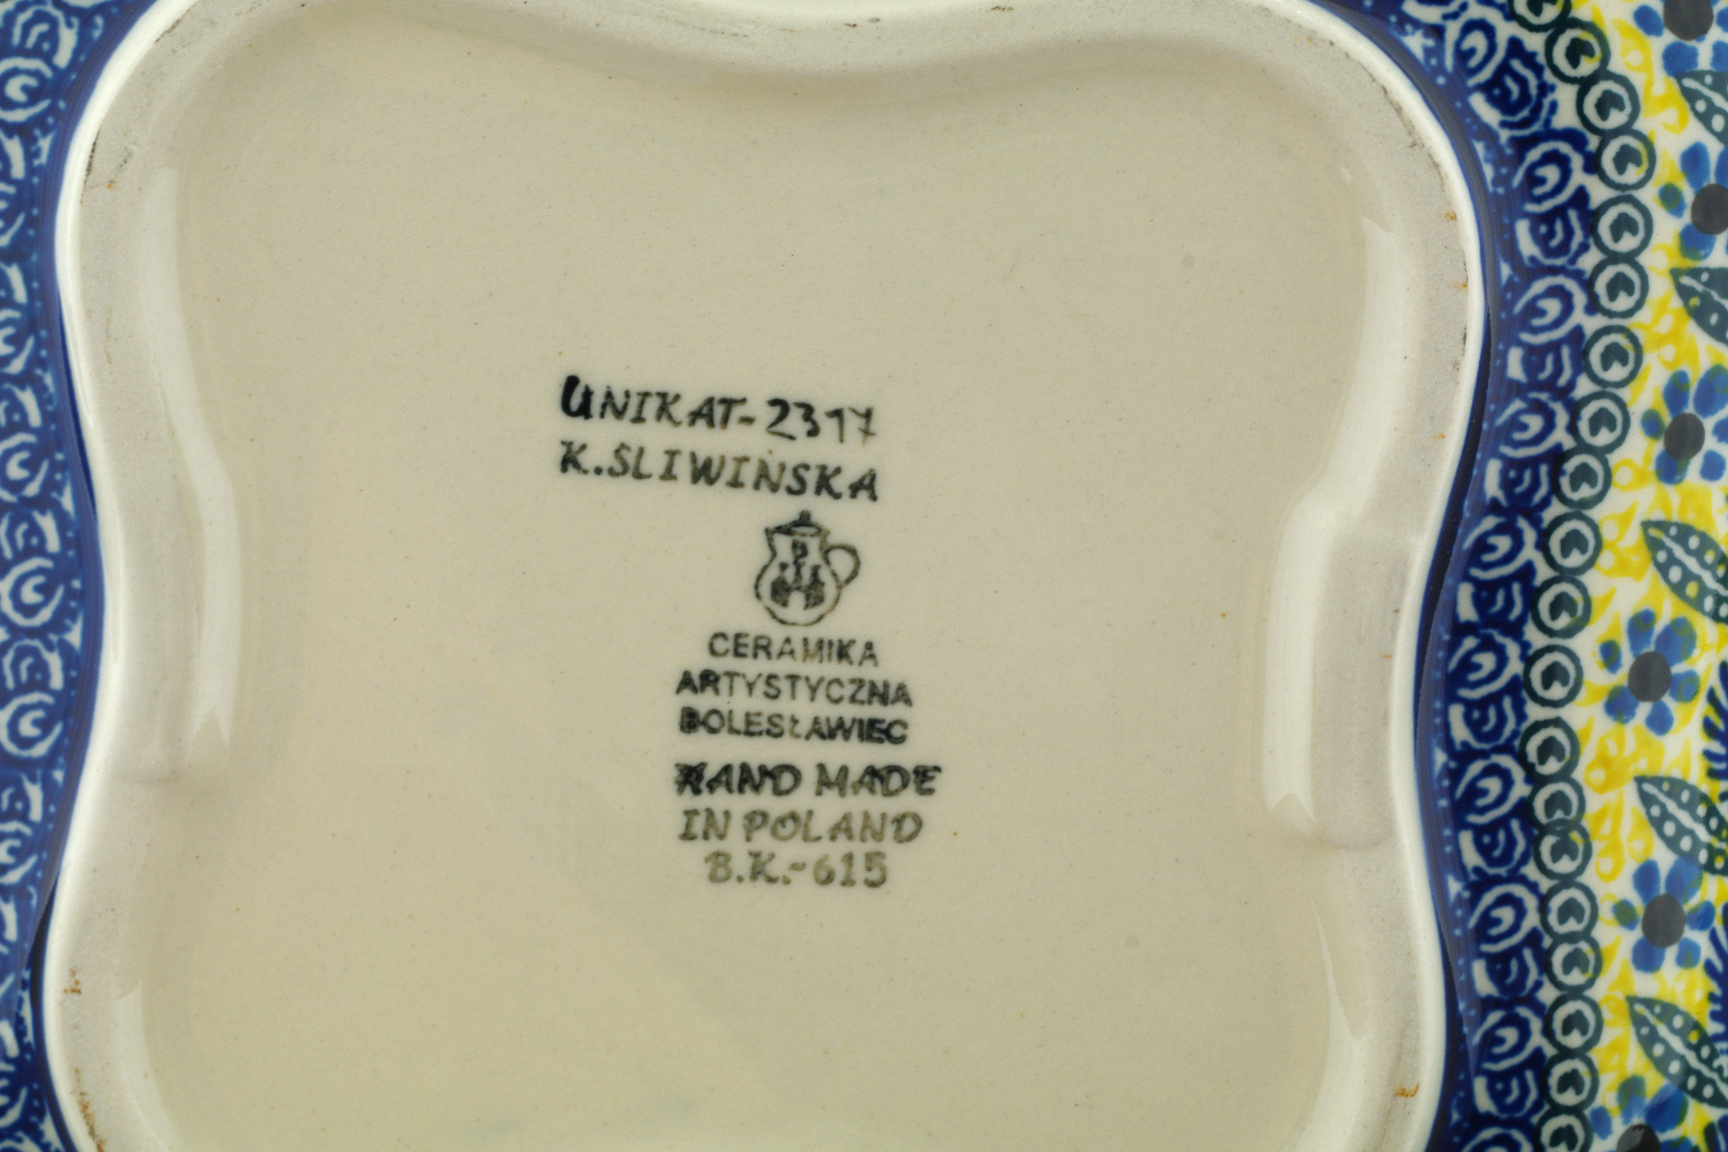 UNIKAT-2317
K.SLIWIŃSKA
CERAMIKA
ARTYSTYCZNA
BOLESŁAWIEC
HAND MADE
IN POLAND
B.K.-615